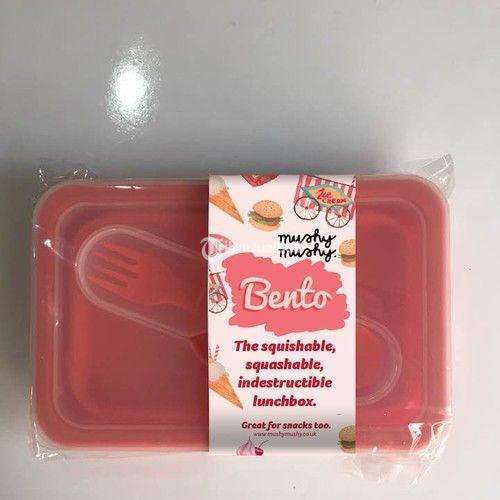 ICE
CREAM
mushy
mushy.
Bento
The squishable,
squashable,
indestructible
lunchbox.
Great for snacks too.
www.mushymushy.co.uk